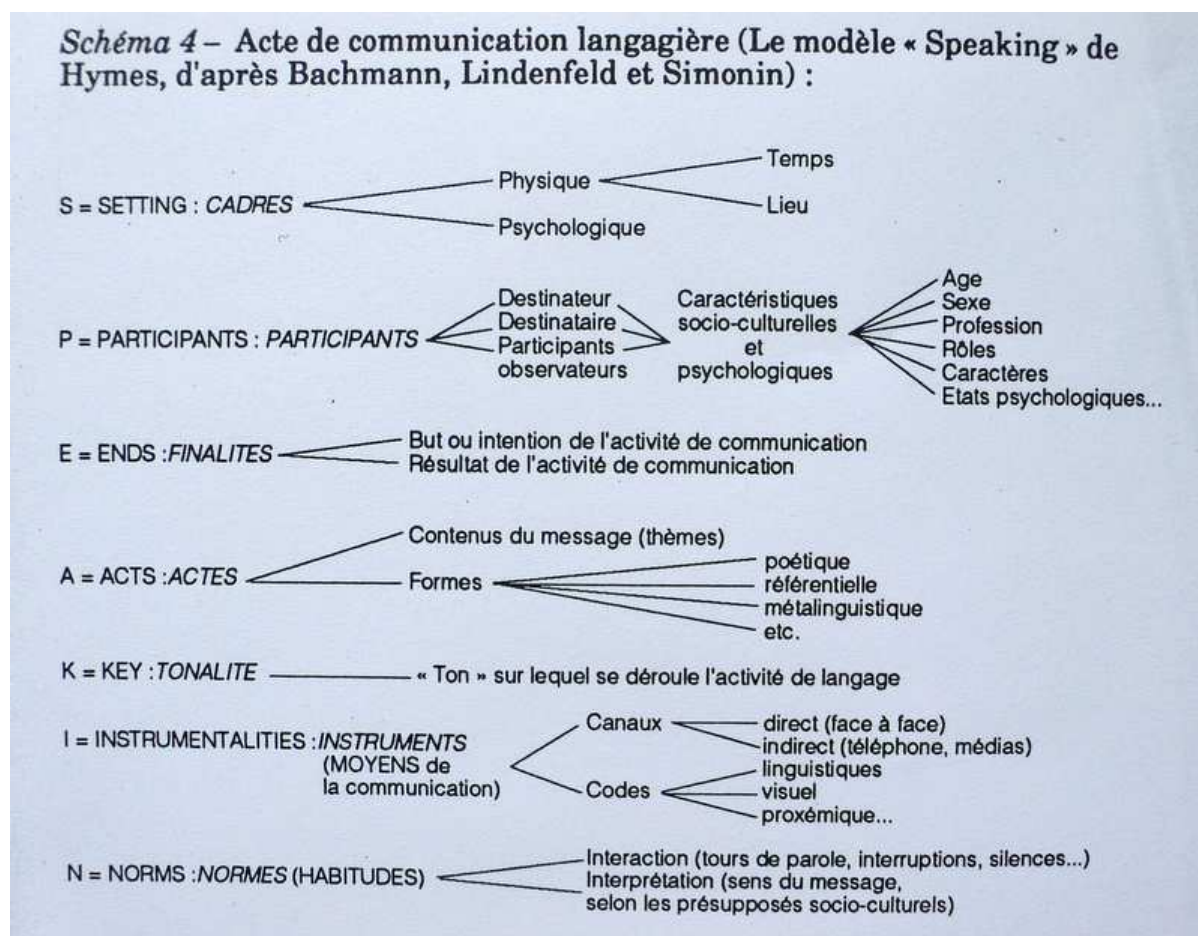 Schéma 4 – Acte de communication langagière (Le modèle « Speaking » de
Hymes, d'après Bachmann, Lindenfeld et Simonin) :
S = SETTING : CADRES
Physique
Psychologique
Temps
Lieu
P = PARTICIPANTS : PARTICIPANTS
Destinateur
Destinataire
Participants
observateurs
Caractéristiques
socio-culturelles
et
psychologiques
Age
Sexe
Profession
Rôles
Caractères
Etats psychologiques...
E = ENDS :FINALITES
But ou intention de l'activité de communication
Résultat de l'activité de communication
A = ACTS :ACTES
Contenus du message (thèmes)
Formes
poétique
référentielle
métalinguistique
etc.
K = KEY :TONALITE
« Ton » sur lequel se déroule l'activité de langage
I = INSTRUMENTALITIES :INSTRUMENTS
(MOYENS de
la communication)
Canaux
direct (face à face)
indirect (téléphone, médias)
Codes
linguistiques
visuel
proxémique...
N = NORMS :NORMES (HABITUDES)
Interaction (tours de parole, interruptions, silences...)
Interprétation (sens du message,
selon les présupposés socio-culturels)